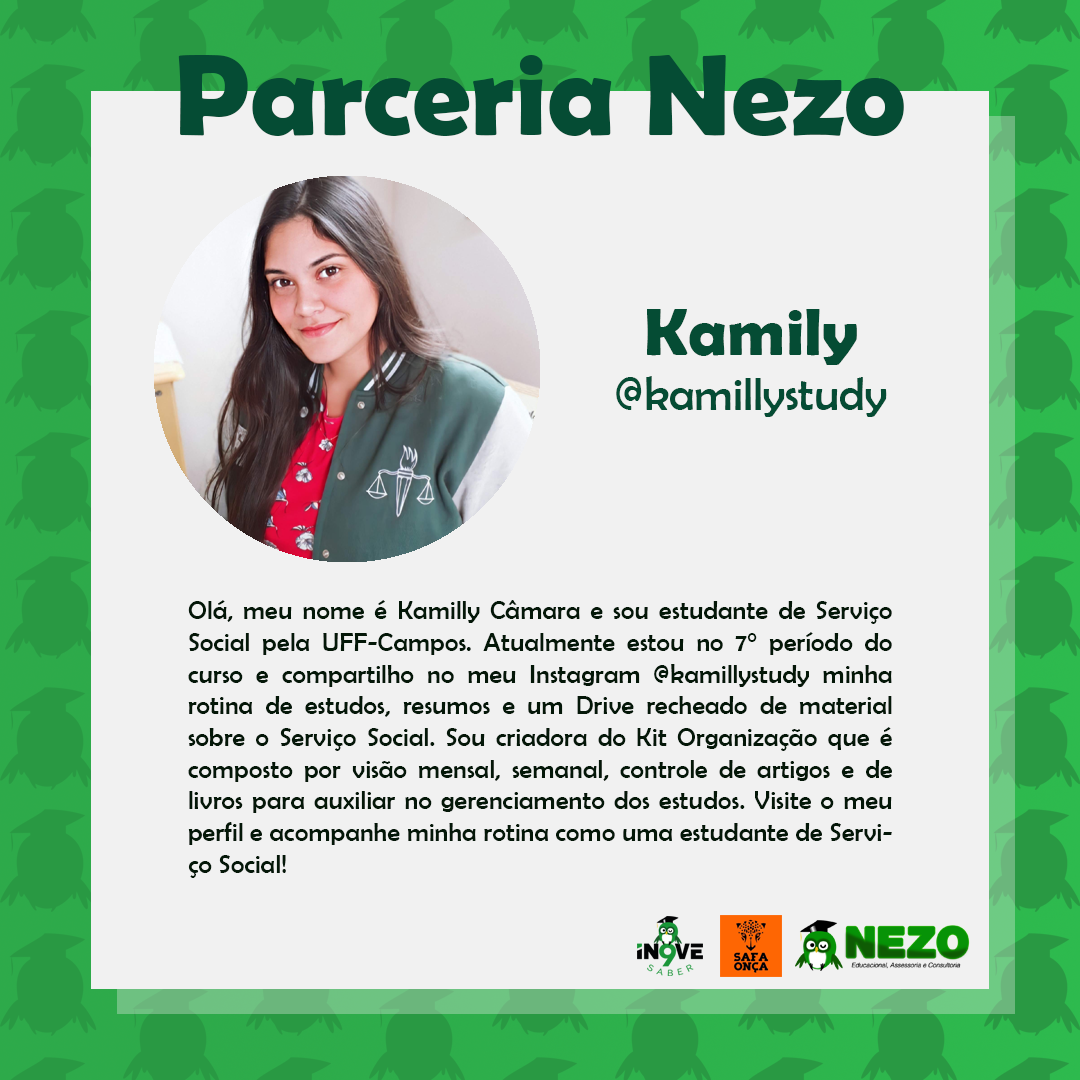 Parceria Nezo
Kamily
@kamillystudy
Olá, meu nome é Kamilly Câmara e sou estudante de Serviço
Social pela UFF-Campos. Atualmente estou no 7° período do
curso e compartilho no meu Instagram @kamillystudy minha
rotina de estudos, resumos e um Drive recheado de material
sobre o Serviço Social. Sou criadora do Kit Organização que é
composto por visão mensal, semanal, controle de artigos e de
livros para auxiliar no gerenciamento dos estudos. Visite o meu
perfil e acompanhe minha rotina como uma estudante de Servi-
ço Social!
iN9VE
SABER
SAFA
ONÇA
NEZO
Educacional, Assessoria e Consultoria